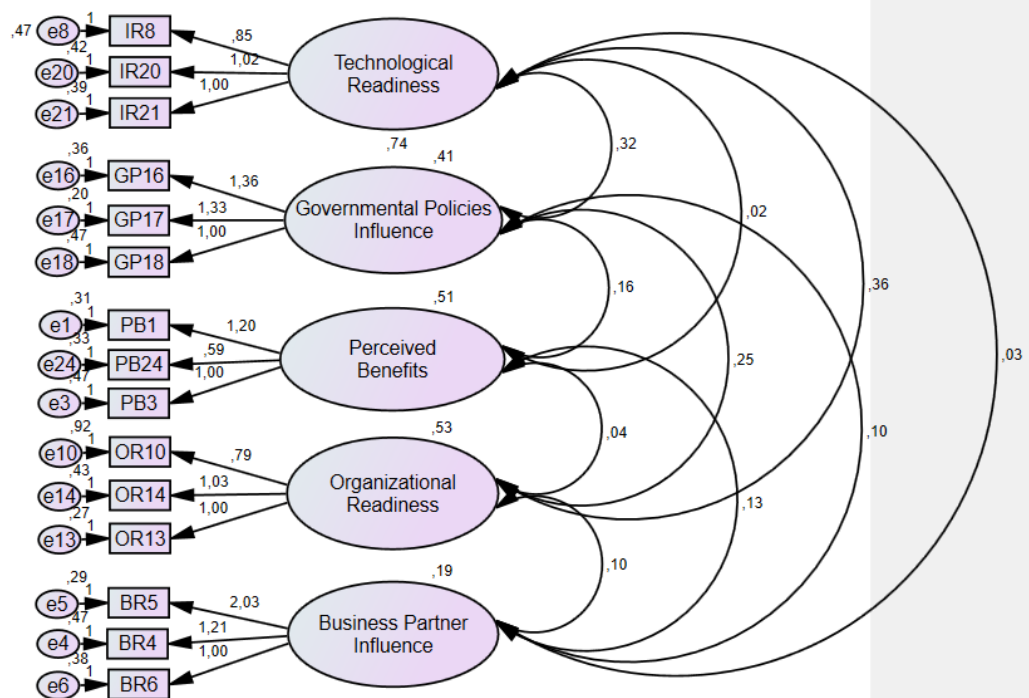 ,47 e8 1 IR8 ,85
,42 e20 1 IR20 1,02
,39 e21 1 IR21 1,00
Technological
Readiness
,74
,36 e16 1 GP16 1,36
,20 e17 1 GP17 1,33
,47 e18 1 GP18 1,00
,41
Governmental Policies
Influence
,31 e1 1 PB1 1,20
,33 e24 1 PB24 ,59
,47 e3 1 PB3 1,00
,51
Perceived
Benefits
,92 e10 1 OR10 ,79
,43 e14 1 OR14 1,03
,27 e13 1 OR13 1,00
,53
Organizational
Readiness
,29 e5 1 BR5 2,03
,47 e4 1 BR4 1,21
,38 e6 1 BR6 1,00
,19
Business Partner
Influence
,32
,02
,16
,36
,25
,03
,04
,10
,13
,10